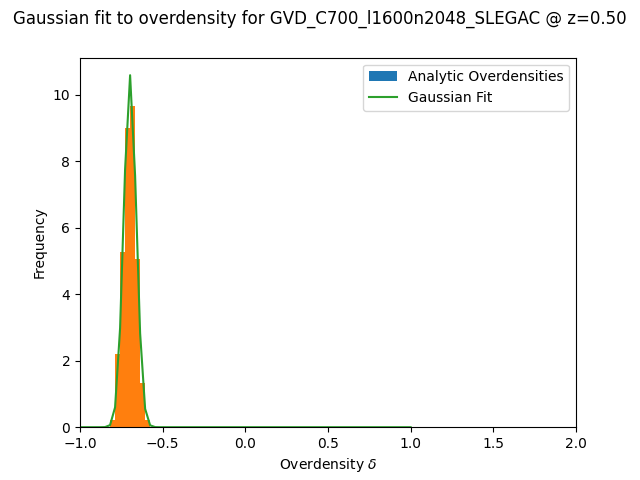 Gaussian fit to overdensity for GVD_C700_l1600n2048_SLEGAC @ z=0.50
Analytic Overdensities
Gaussian Fit
Frequency
10
8
6
4
2
0
−1.0 −0.5 0.0 0.5 1.0 1.5 2.0
Overdensity δ